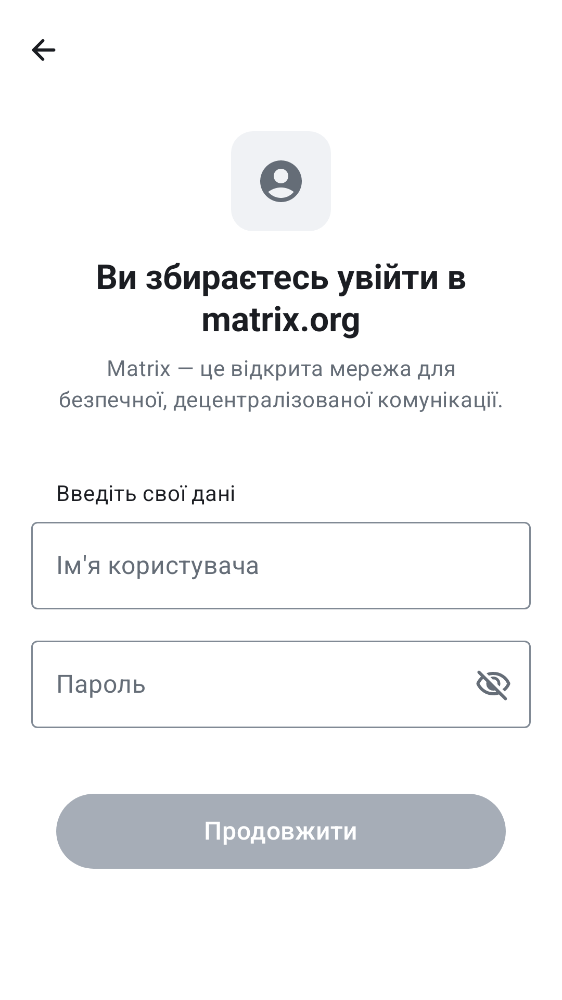 Ви збираєтесь увійти в
matrix.org
Matrix — це відкрита мережа для
безпечної, децентралізованої комунікації.
Введіть свої дані
Ім'я користувача
Пароль
Продовжити